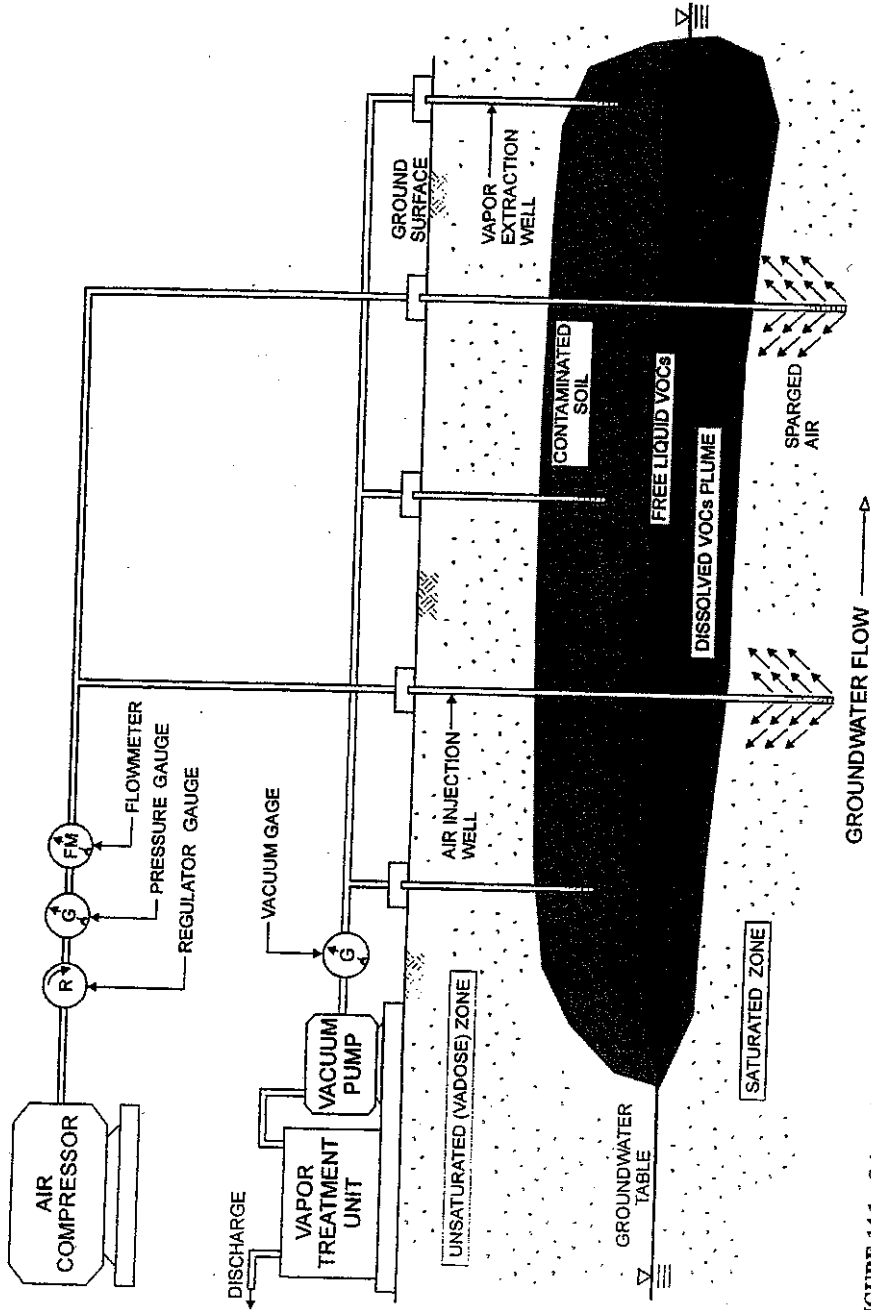 AIR
COMPRESSOR
R
G
FM
FLOWMETER
PRESSURE GAUGE
REGULATOR GAUGE
DISCHARGE
VAPOR
TREATMENT
UNIT
VACUUM
PUMP
G
VACUUM GAGE
GROUND
SURFACE
UNSATURATED (VADOSE) ZONE
AIR INJECTION
WELL
VAPOR
EXTRACTION
WELL
CONTAMINATED
SOIL
FREE LIQUID VOCs
DISSOLVED VOCs PLUME
GROUNDWATER
TABLE
SATURATED ZONE
SPARGED
AIR
GROUNDWATER FLOW